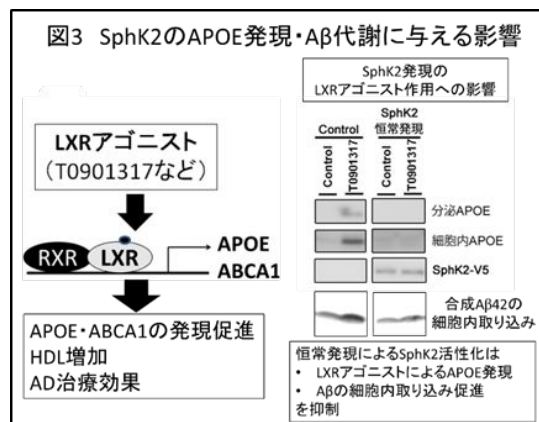 図3 SphK2のAPOE発現・Aβ代謝に与える影響
LXRアゴニスト
（T0901317など）
RXR LXR
APOE
ABCA1
APOE・ABCA1の発現促進
HDL増加
AD治療効果
SphK2発現の
LXRアゴニスト作用への影響
SphK2
Control 恒常発現
Control T0901317 Control T0901317
分泌APOE
細胞内APOE
SphK2-V5
合成Aβ42の
細胞内取り込み
恒常発現によるSphK2活性化は
• LXRアゴニストによるAPOE発現
• Aβの細胞内取り込み促進
を抑制